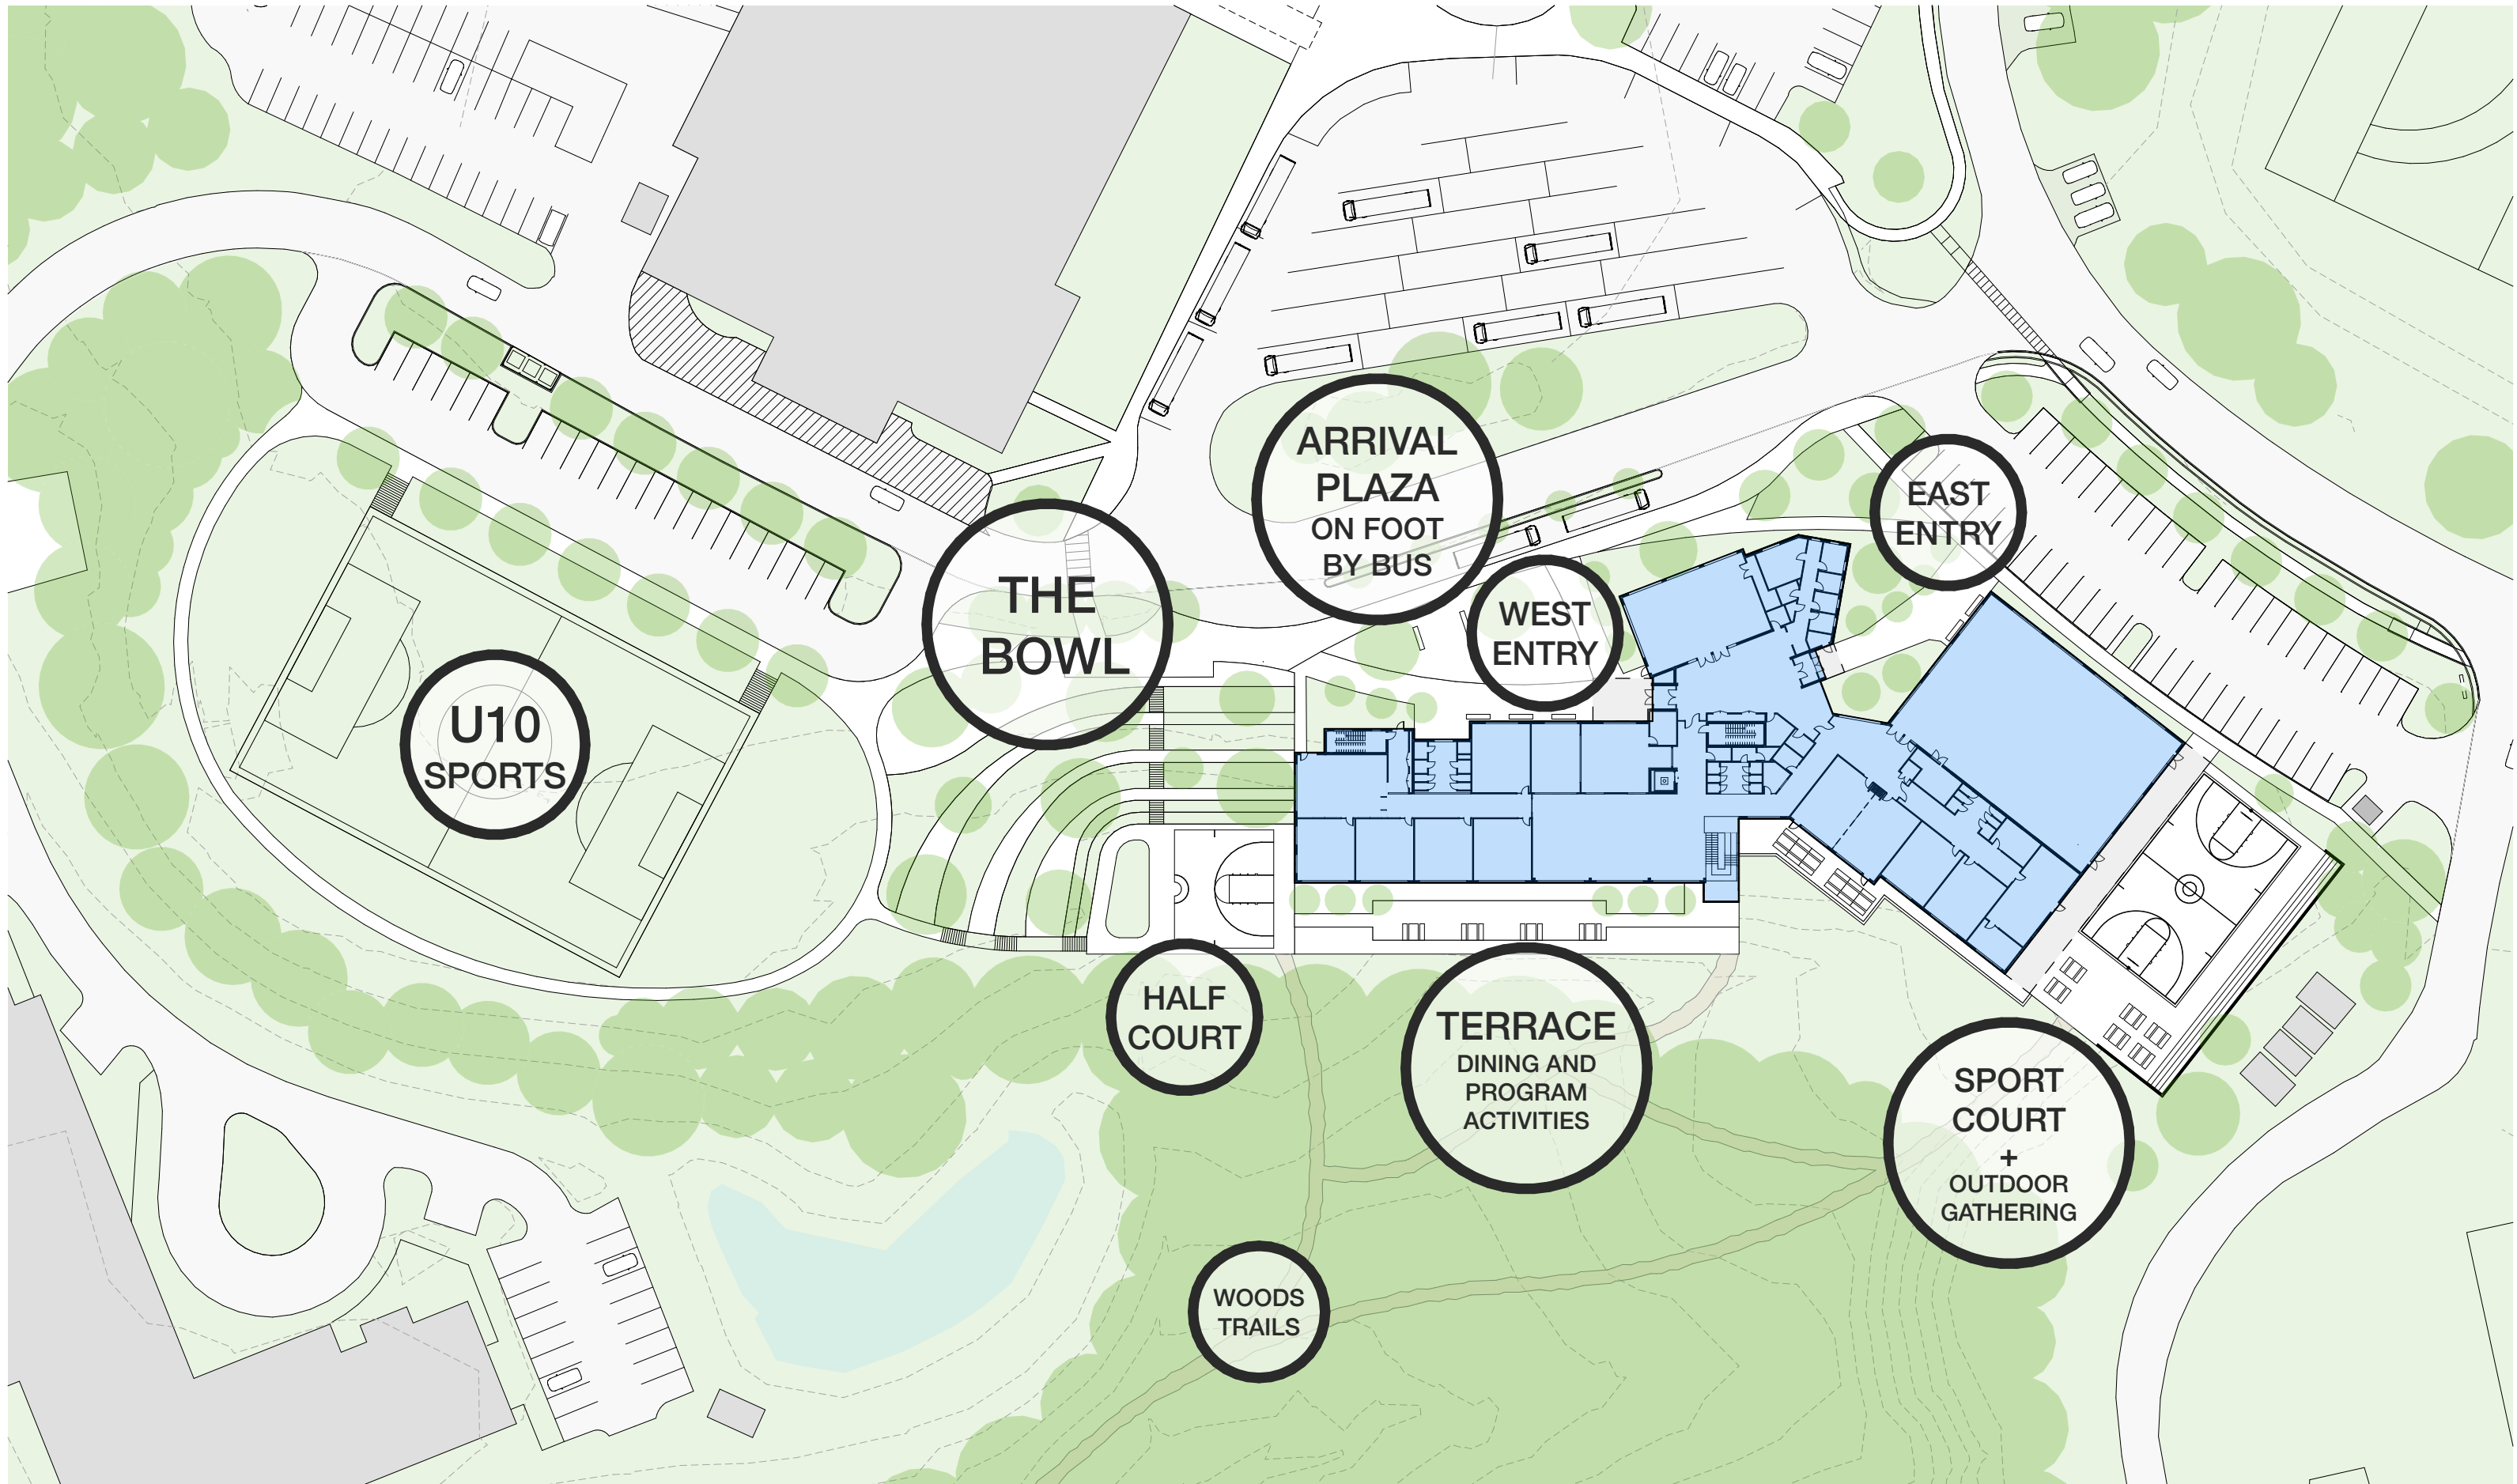 ARRIVAL
PLAZA
ON FOOT
BY BUS
EAST
ENTRY
THE
BOWL
WEST
ENTRY
U10
SPORTS
HALF
COURT
TERRACE
DINING AND
PROGRAM
ACTIVITIES
SPORT
COURT
+
OUTDOOR
GATHERING
WOODS
TRAILS